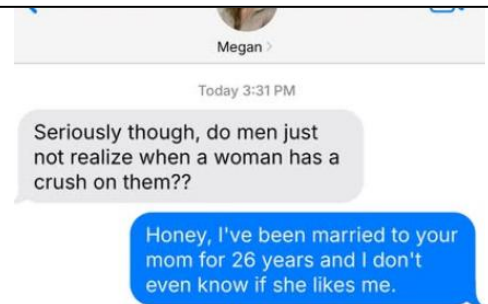 Megan
Today 3:31 PM
Seriously though, do men just
not realize when a woman has a
crush on them??
Honey, I've been married to your
mom for 26 years and I don't
even know if she likes me.